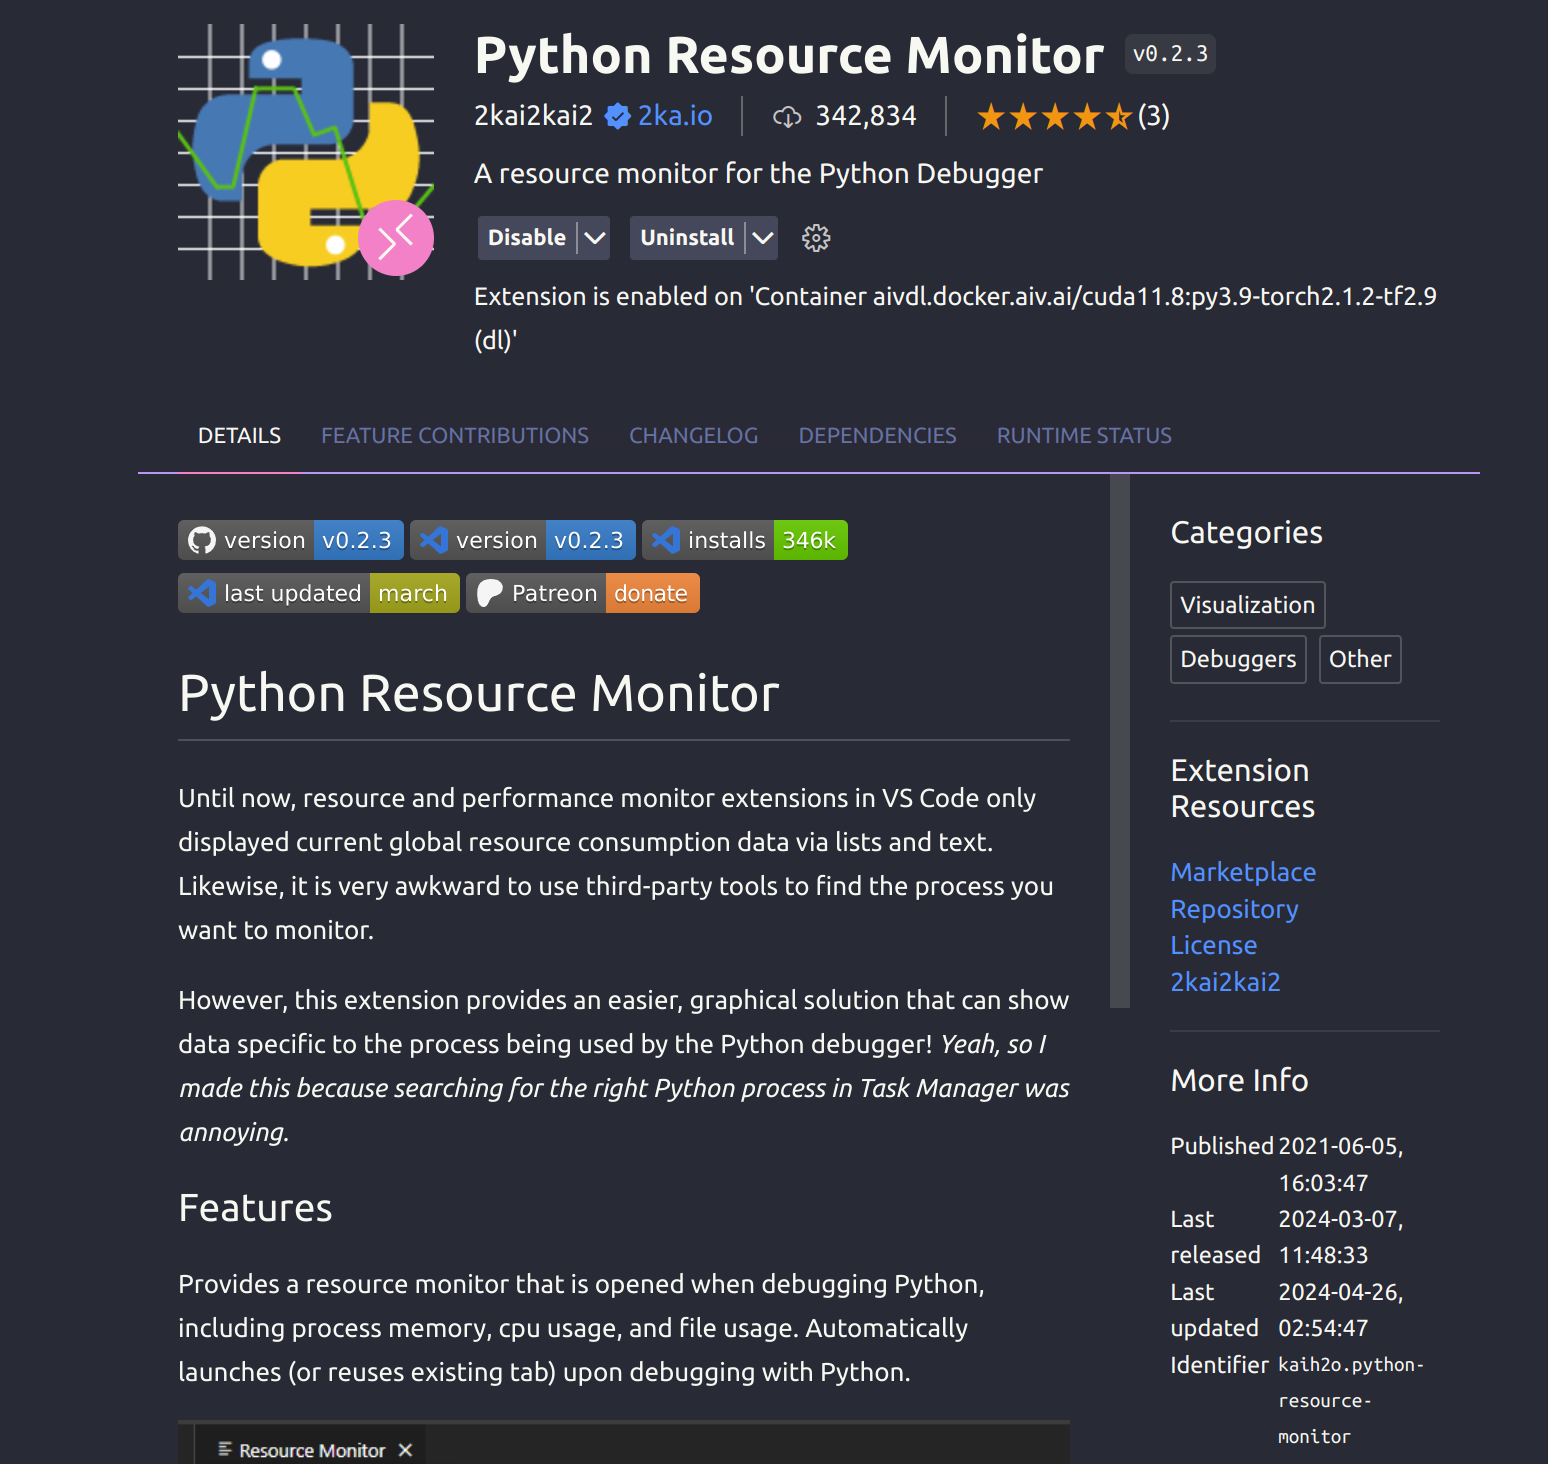 Python Resource Monitor v0.2.3
2kai2kai2 2ka.io 342,834 (3)
A resource monitor for the Python Debugger
Disable Uninstall
Extension is enabled on 'Container aivdl.docker.aiv.ai/cuda11.8:py3.9-torch2.1.2-tf2.9
(dl)'
DETAILS FEATURE CONTRIBUTIONS CHANGELOG DEPENDENCIES RUNTIME STATUS
version v0.2.3 version v0.2.3 installs 346k
last updated march Patreon donate
Python Resource Monitor
Until now, resource and performance monitor extensions in VS Code only
displayed current global resource consumption data via lists and text.
Likewise, it is very awkward to use third-party tools to find the process you
want to monitor.
However, this extension provides an easier, graphical solution that can show
data specific to the process being used by the Python debugger! Yeah, so I
made this because searching for the right Python process in Task Manager was
annoying.
Features
Provides a resource monitor that is opened when debugging Python,
including process memory, cpu usage, and file usage. Automatically
launches (or reuses existing tab) upon debugging with Python.
Resource Monitor
Categories
Visualization
Debuggers Other
Extension
Resources
Marketplace
Repository
License
2kai2kai2
More Info
Published 2021-06-05,
16:03:47
Last 2024-03-07,
released 11:48:33
Last 2024-04-26,
updated 02:54:47
Identifier kaih2o.python-
resource-
monitor